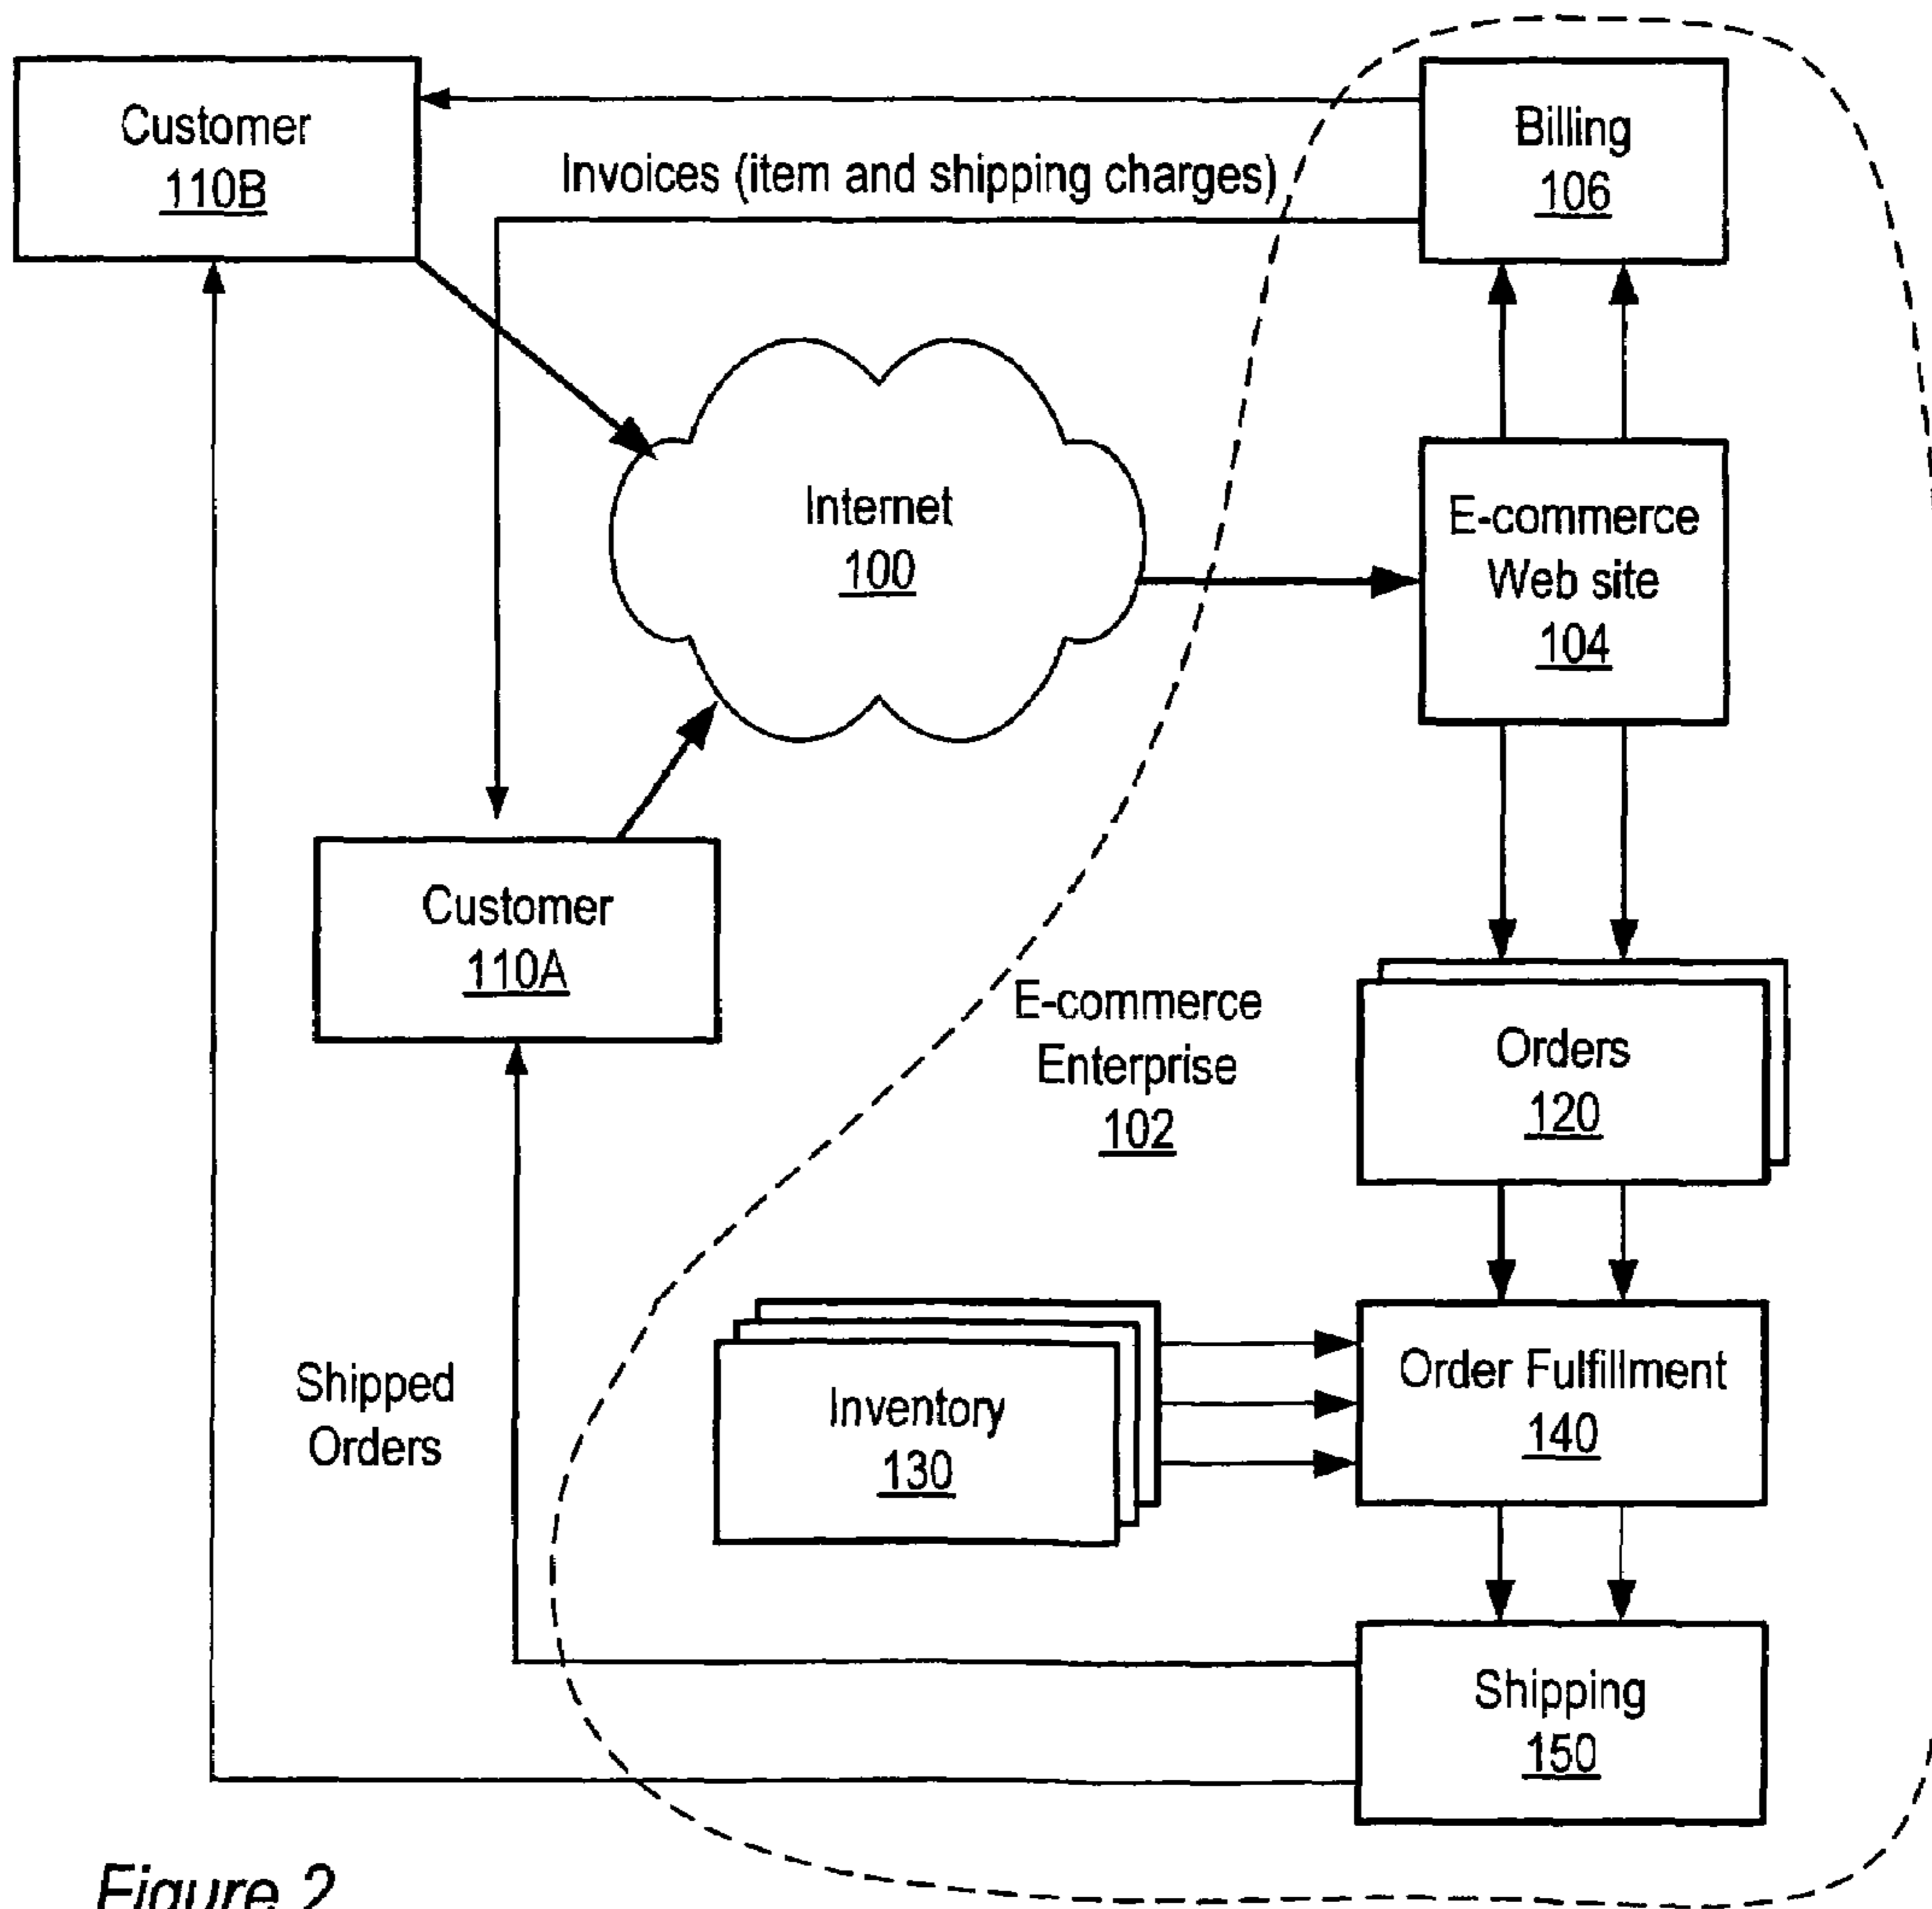 Customer
110B
Billing
106
Invoices (item and shipping charges)
Internet
100
E-commerce
Web site
104
Customer
110A
E-commerce
Enterprise
102
Orders
120
Shipped
Orders
Inventory
130
Order Fulfillment
140
Shipping
150
Figure 2